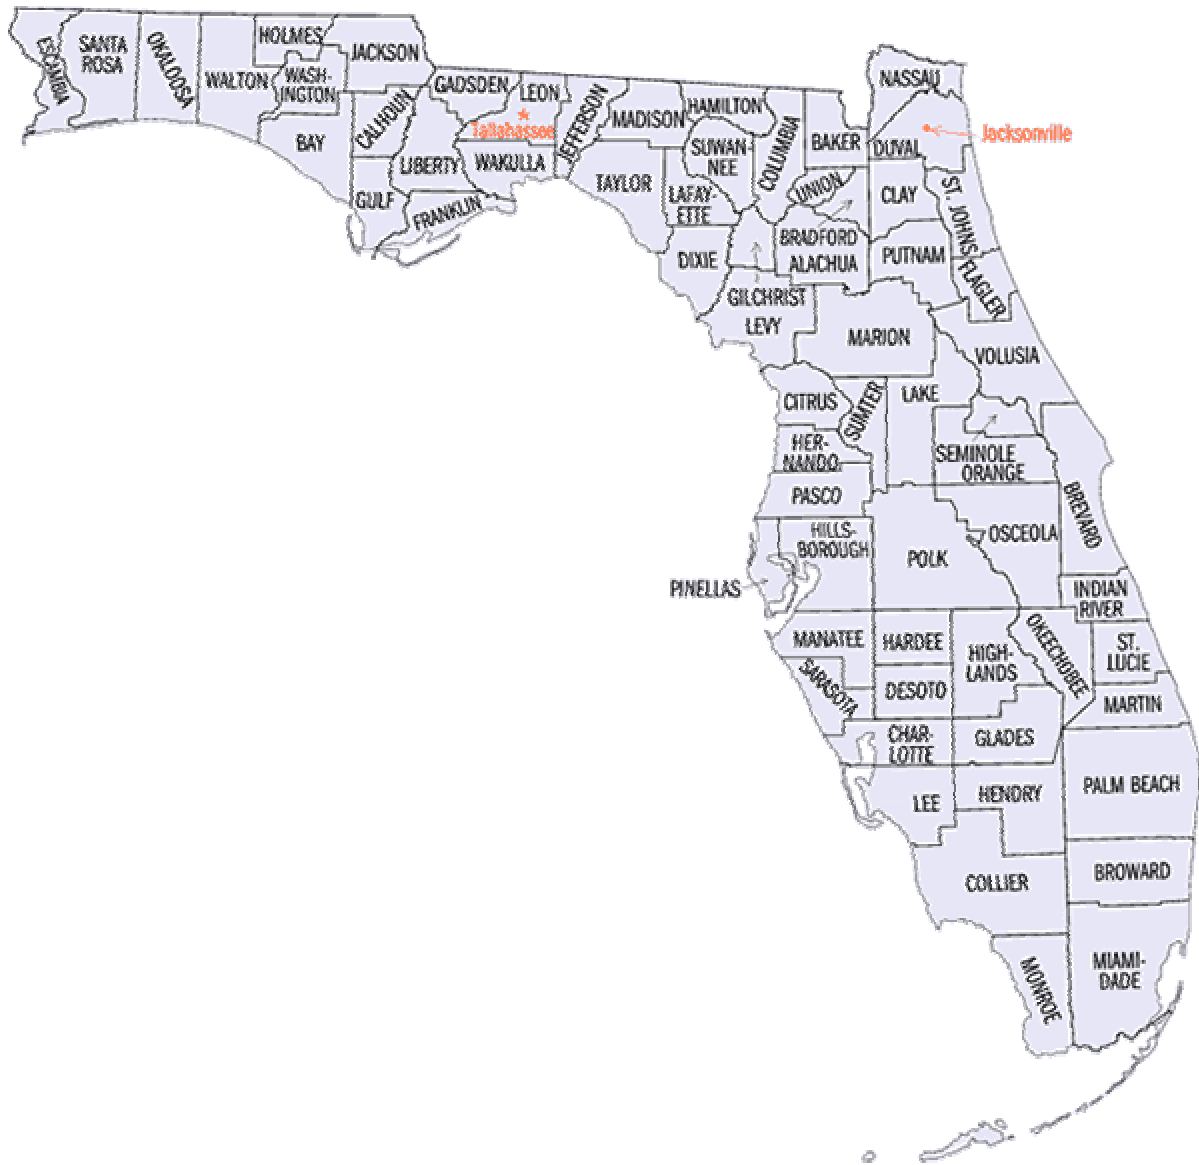 ESCAMBIA
SANTA
ROSA
OKALOOSA
WALTON
HOLMES
WASH-
INGTON
JACKSON
BAY
CALHOUN
GULF
GADSDEN
LIBERTY
FRANKLIN
LEON
Tallahassee
WAKULLA
JEFFERSON
MADISON
TAYLOR
HAMILTON
SUWAN-
NEE
LAFAY-
ETTE
DIXIE
COLUMBIA
BAKER
UNION
BRADFORD
ALACHUA
GILCHRIST
LEVY
NASSAU
DUVAL
Jacksonville
CLAY
ST. JOHNS
PUTNAM
FLAGLER
MARION
VOLUSIA
CITRUS
SUMTER
LAKE
HER-
NANDO
SEMINOLE
ORANGE
PASCO
BREVARD
HILLS-
BOROUGH
OSCEOLA
POLK
PINELLAS
INDIAN
RIVER
MANATEE
HARDEE
HIGH-
LANDS
OKEECHOBEE
ST.
LUCIE
SARASOTA
DESOTO
MARTIN
CHAR-
LOTTE
GLADES
LEE
HENDRY
PALM BEACH
COLLIER
BROWARD
MONROE
MIAMI-
DADE